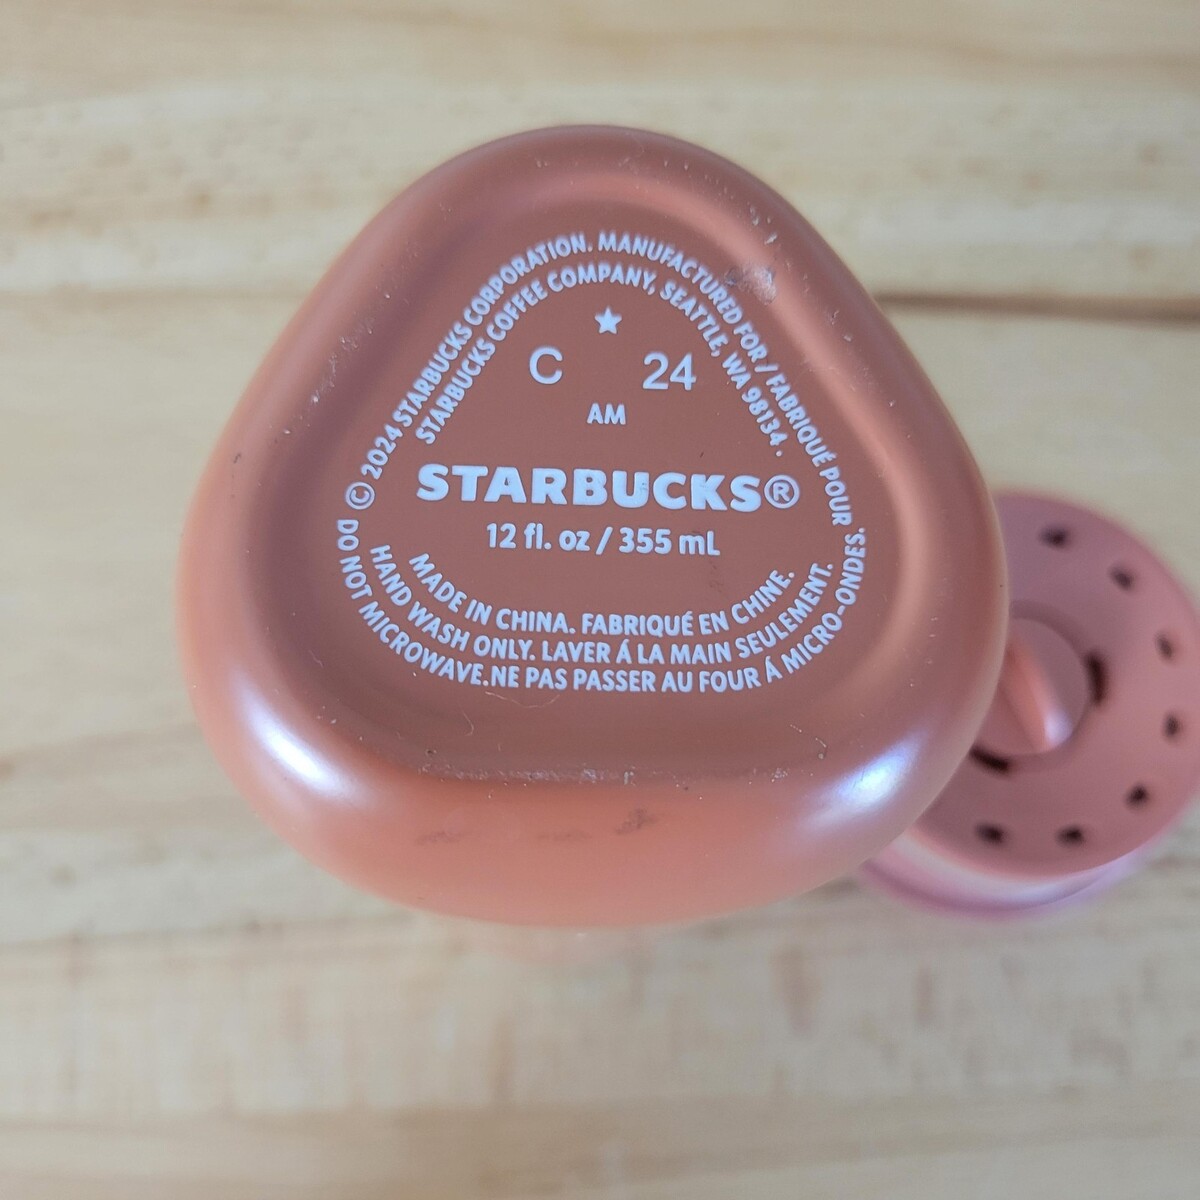 © 2024 STARBUCKS CORPORATION. MANUFACTURED FOR / FABRIQUÉ POUR
STARBUCKS COFFEE COMPANY, SEATTLE, WA 98134 .
C 24
AM
STARBUCKS®
12 fl. oz / 355 mL
MADE IN CHINA. FABRIQUÉ EN CHINE.
HAND WASH ONLY. LAVER Á LA MAIN SEULEMENT.
DO NOT MICROWAVE.NE PAS PASSER AU FOUR Á MICRO-ONDES.